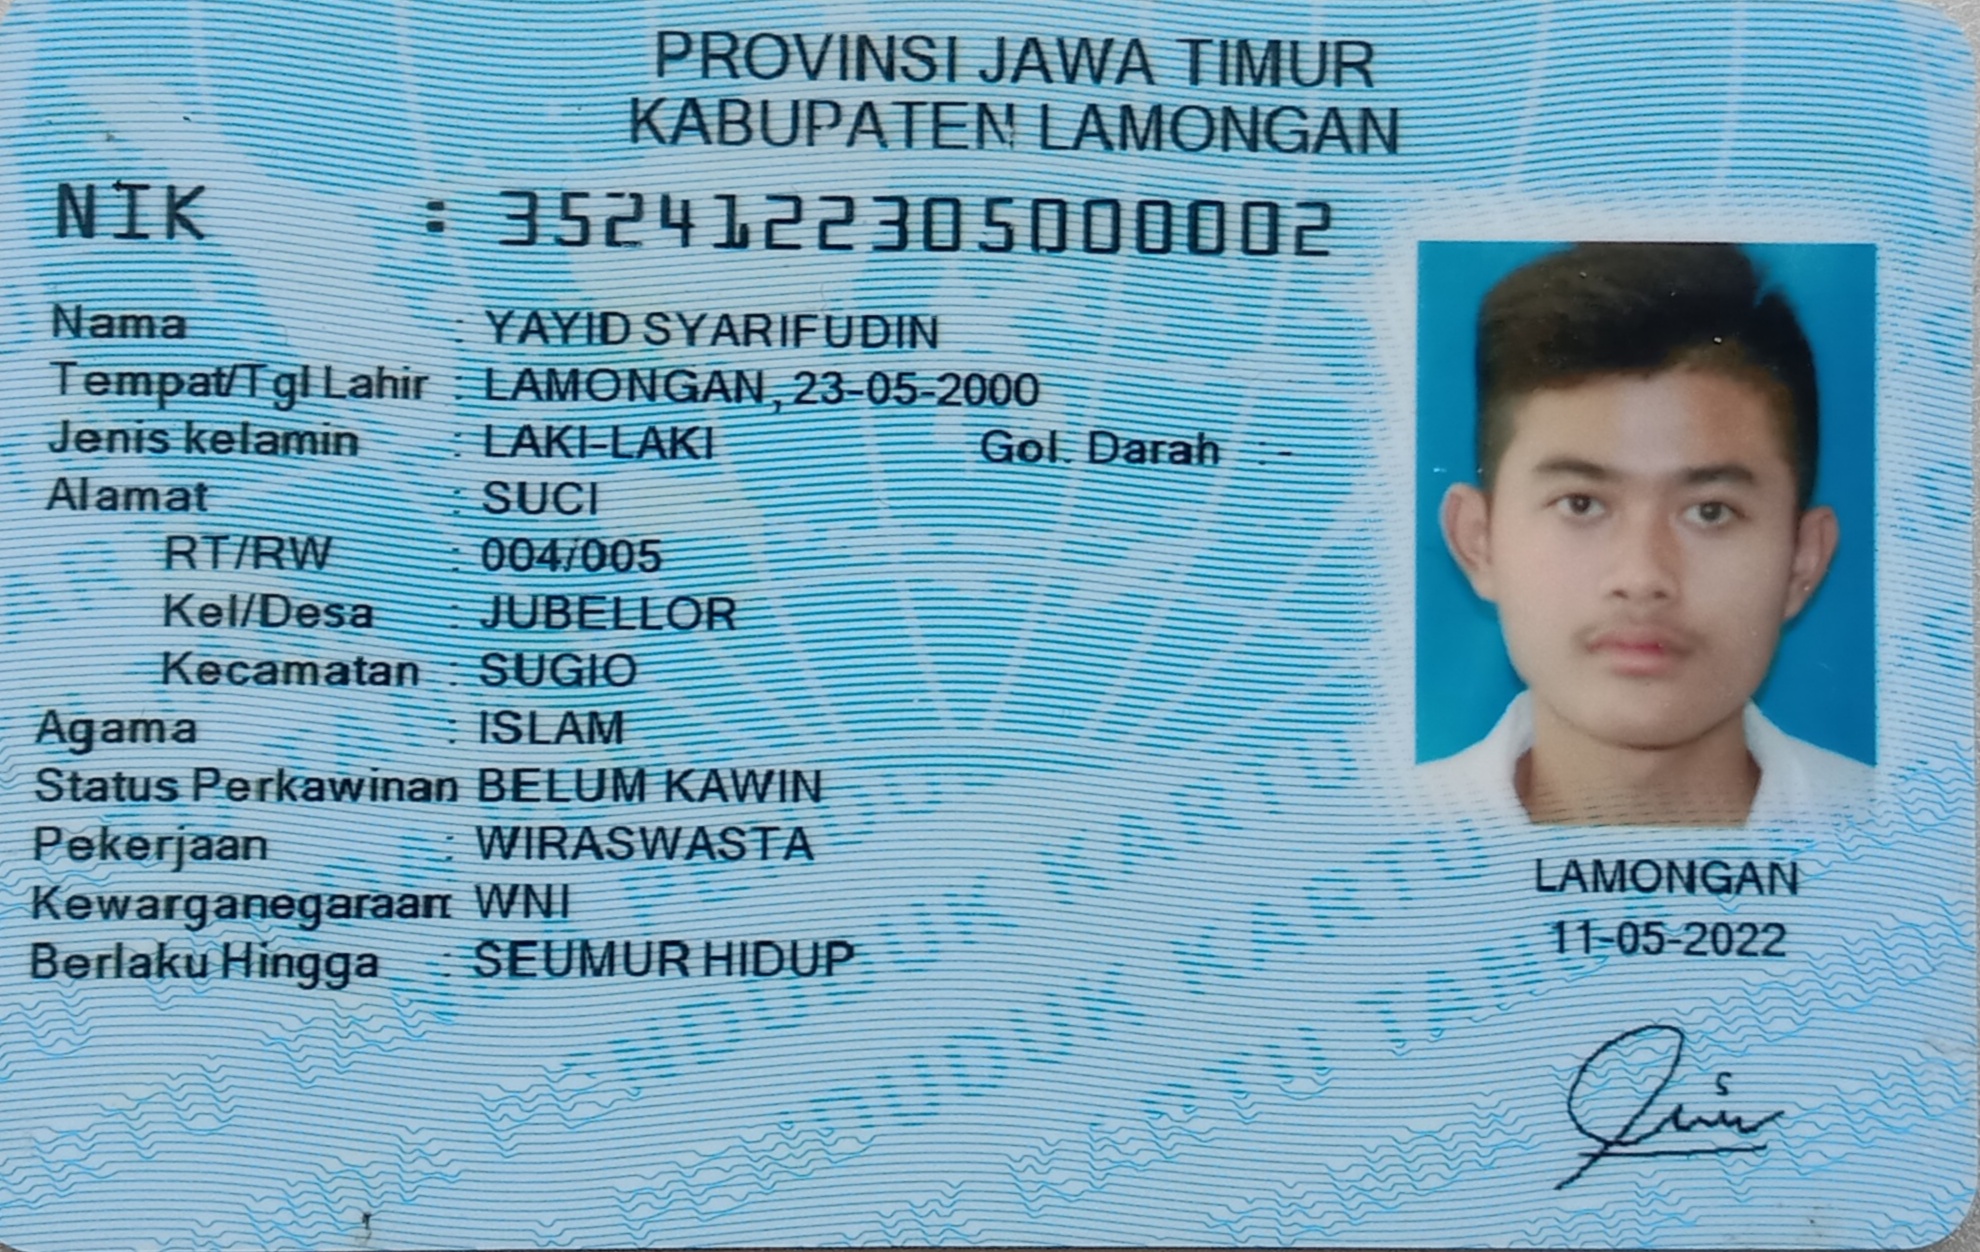 PROVINSI JAWA TIMUR
KABUPATEN LAMONGAN
NIK : 3524122305000002
Nama : YAYID SYARIFUDIN
Tempat/Tgl Lahir : LAMONGAN, 23-05-2000
Jenis kelamin : LAKI-LAKI Gol. Darah : -
Alamat : SUCI
RT/RW : 004/005
Kel/Desa : JUBELLOR
Kecamatan : SUGIO
Agama : ISLAM
Status Perkawinan BELUM KAWIN
Pekerjaan : WIRASWASTA
Kewarganegaraan WNI
Berlaku Hingga : SEUMUR HIDUP
LAMONGAN
11-05-2022